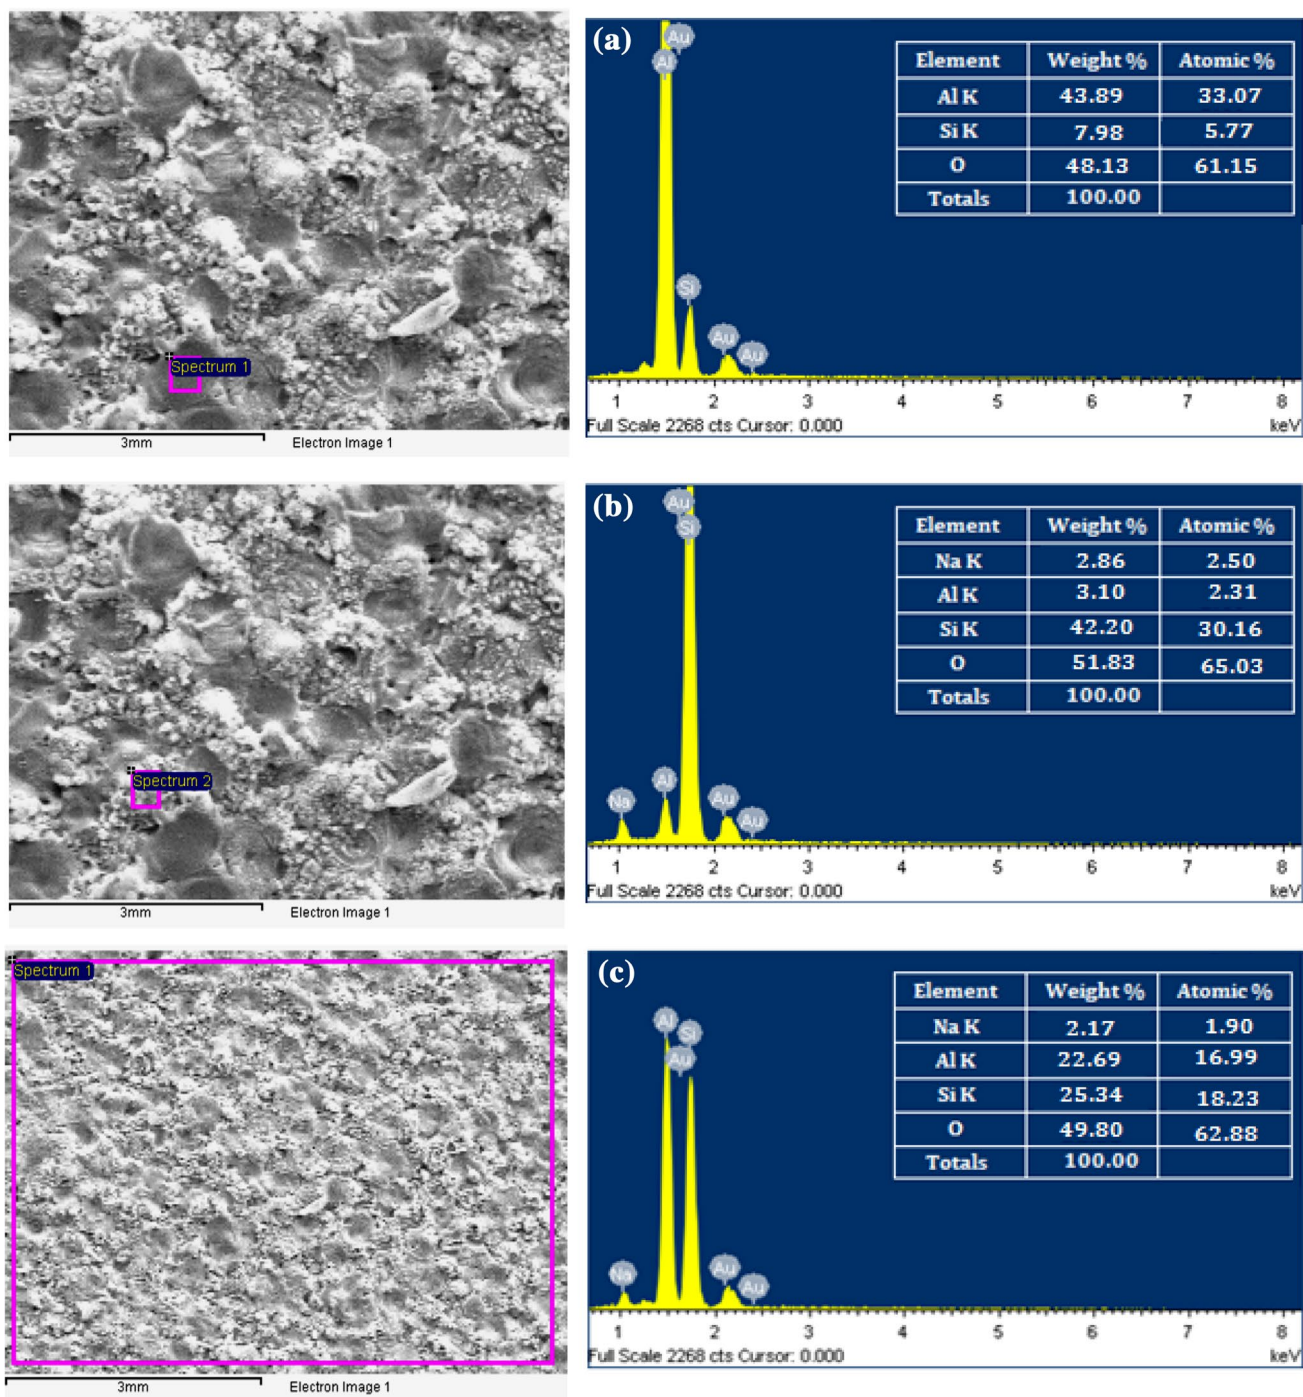 Spectrum 1
3mm
Electron Image 1
(a)
Au
Al
Si
Au
Au
Element Weight % Atomic %
Al K 43.89 33.07
Si K 7.98 5.77
O 48.13 61.15
Totals 100.00
1 2 3 4 5 6 7 8
Full Scale 2268 cts Cursor: 0.000 keV
Spectrum 2
3mm
Electron Image 1
(b)
Au
Si
Na
Al
Au
Au
Element Weight % Atomic %
Na K 2.86 2.50
Al K 3.10 2.31
Si K 42.20 30.16
O 51.83 65.03
Totals 100.00
1 2 3 4 5 6 7 8
Full Scale 2268 cts Cursor: 0.000 keV
Spectrum 1
3mm
Electron Image 1
(c)
Al
Si
Au
Na
Au
Au
Element Weight % Atomic %
Na K 2.17 1.90
Al K 22.69 16.99
Si K 25.34 18.23
O 49.80 62.88
Totals 100.00
1 2 3 4 5 6 7 8
Full Scale 2268 cts Cursor: 0.000 keV